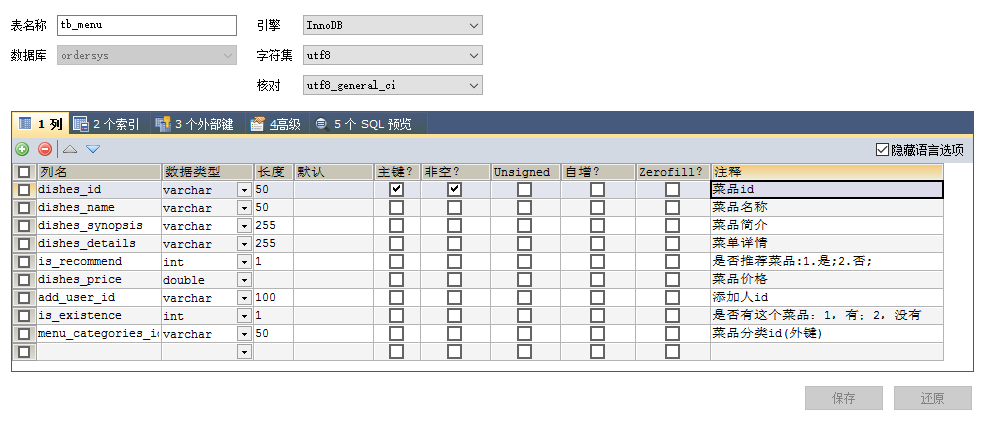 表名称 tb_menu 引擎 InnoDB
数据库 ordersys 字符集 utf8
核对 utf8_general_ci
1 列 2 个索引 3 个外部键 4高级 5 个 SQL 预览
隐藏语言选项
列名 数据类型 长度 默认 主键? 非空? Unsigned 自增? Zerofill? 注释
dishes_id varchar 50 菜品id
dishes_name varchar 50 菜品名称
dishes_synopsis varchar 255 菜品简介
dishes_details varchar 255 菜单详情
is_recommend int 1 是否推荐菜品:1.是;2.否;
dishes_price double 菜品价格
add_user_id varchar 100 添加人id
is_existence int 1 是否有这个菜品：1，有；2，没有
menu_categories_id varchar 50 菜品分类id(外键)
保存 还原